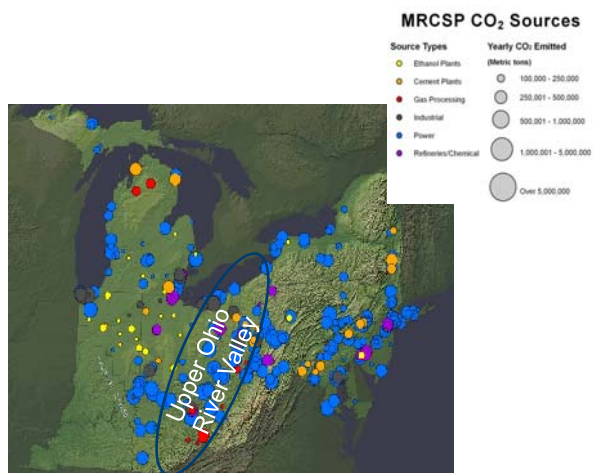 MRCSP CO₂ Sources
Source Types
Ethanol Plants
Cement Plants
Gas Processing
Industrial
Power
Refineries/Chemical
Yearly CO₂ Emitted
(Metric tons)
100,000 - 250,000
250,001 - 500,000
500,001 - 1,000,000
1,000,001 - 5,000,000
Over 5,000,000
Upper Ohio
River Valley